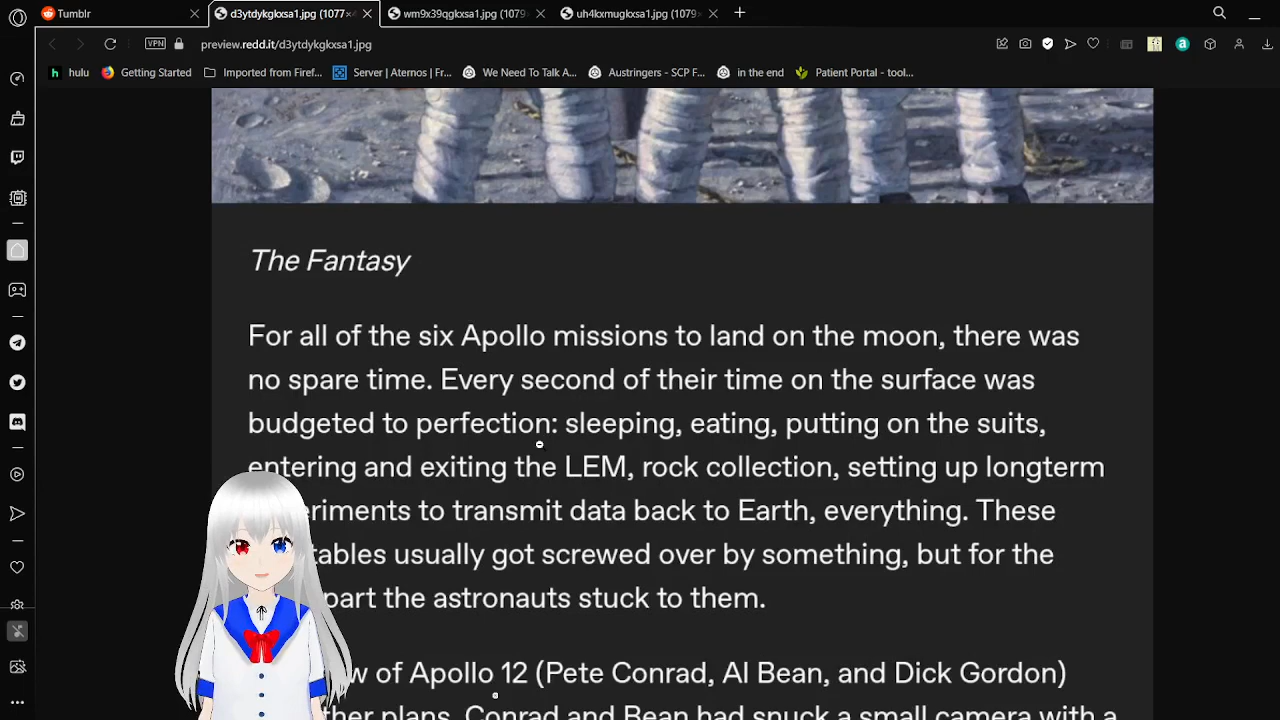 Tumblr
d3ytdykgkxsa1.jpg (1077×
wm9x39qgkxsa1.jpg (1079
uh4kxmugkxsa1.jpg (1079
VPN
preview.redd.it/d3ytdykgkxsa1.jpg
hulu
Getting Started
Imported from Firef...
Server | Aternos | Fr...
We Need To Talk A...
Austringers - SCP F...
in the end
Patient Portal - tool...
The Fantasy
For all of the six Apollo missions to land on the moon, there was
no spare time. Every second of their time on the surface was
budgeted to perfection: sleeping, eating, putting on the suits,
entering and exiting the LEM, rock collection, setting up longterm
eriments to transmit data back to Earth, everything. These
tables usually got screwed over by something, but for the
part the astronauts stuck to them.
w of Apollo 12 (Pete Conrad, Al Bean, and Dick Gordon)
ther plans. Conrad and Bean had snuck a small camera with a